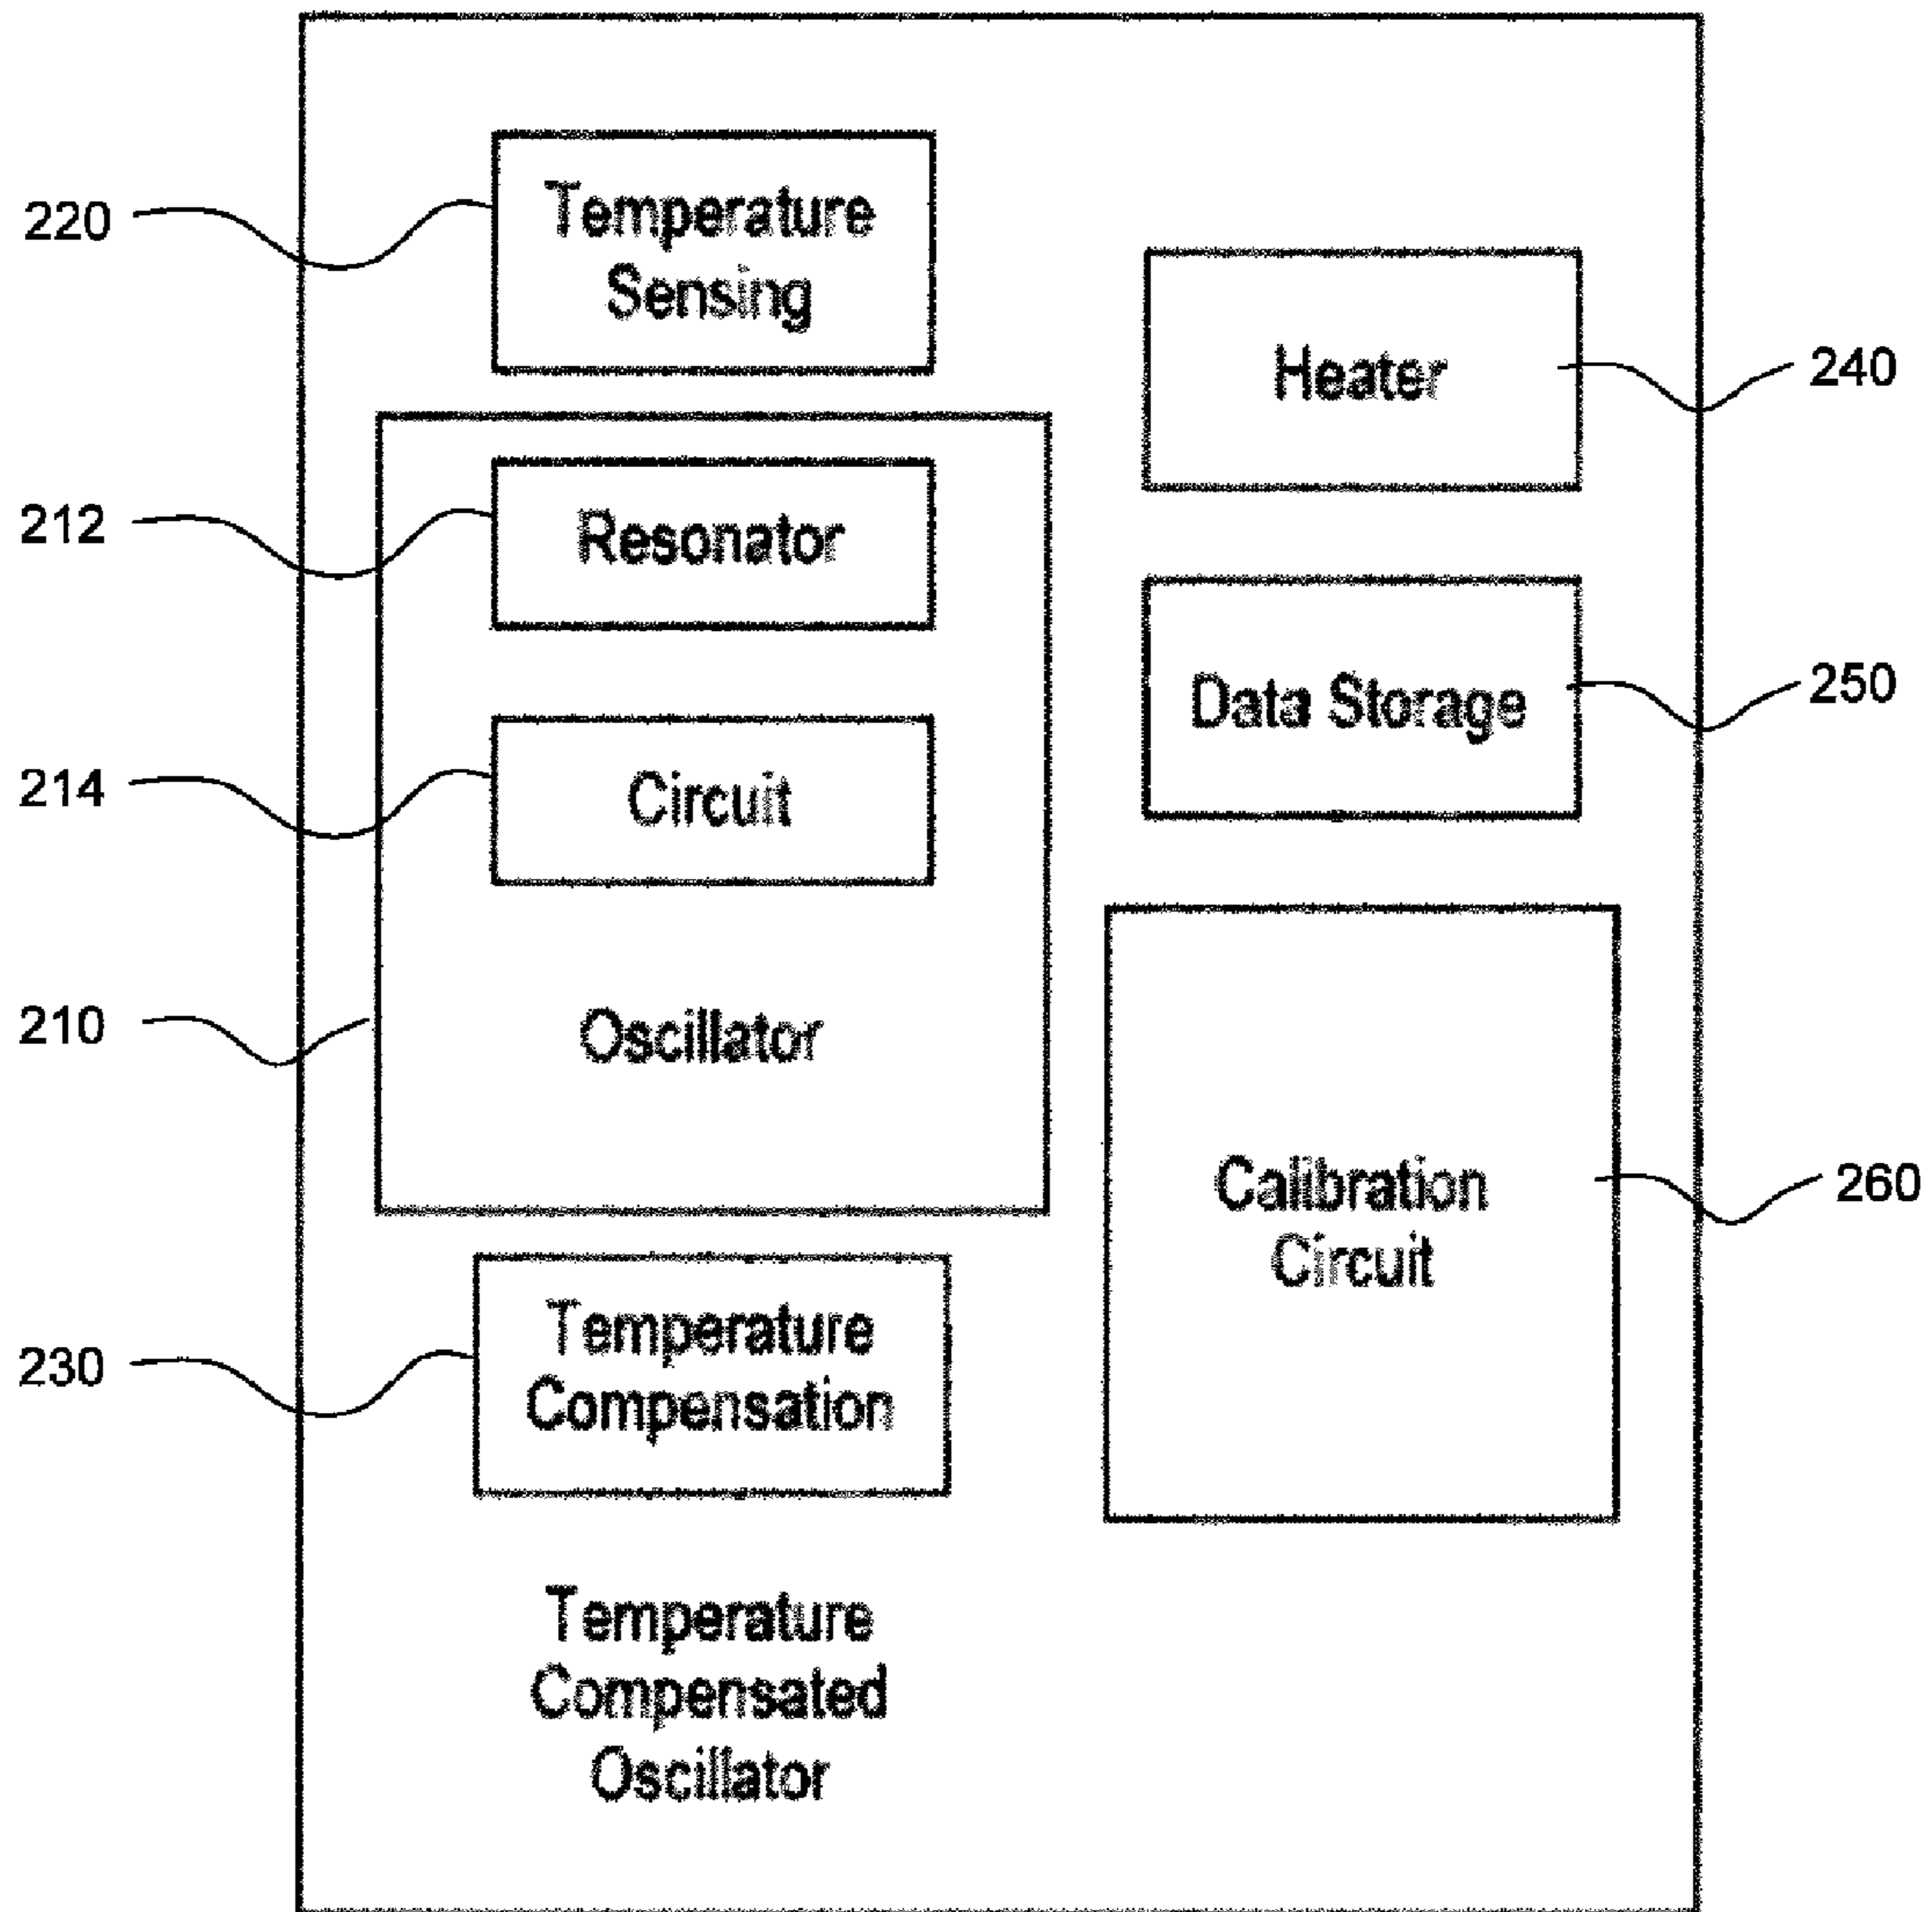 220
Temperature
Sensing
Heater
240
212
Resonator
Data Storage
250
214
Circuit
210
Oscillator
Calibration
Circuit
260
230
Temperature
Compensation
Temperature
Compensated
Oscillator